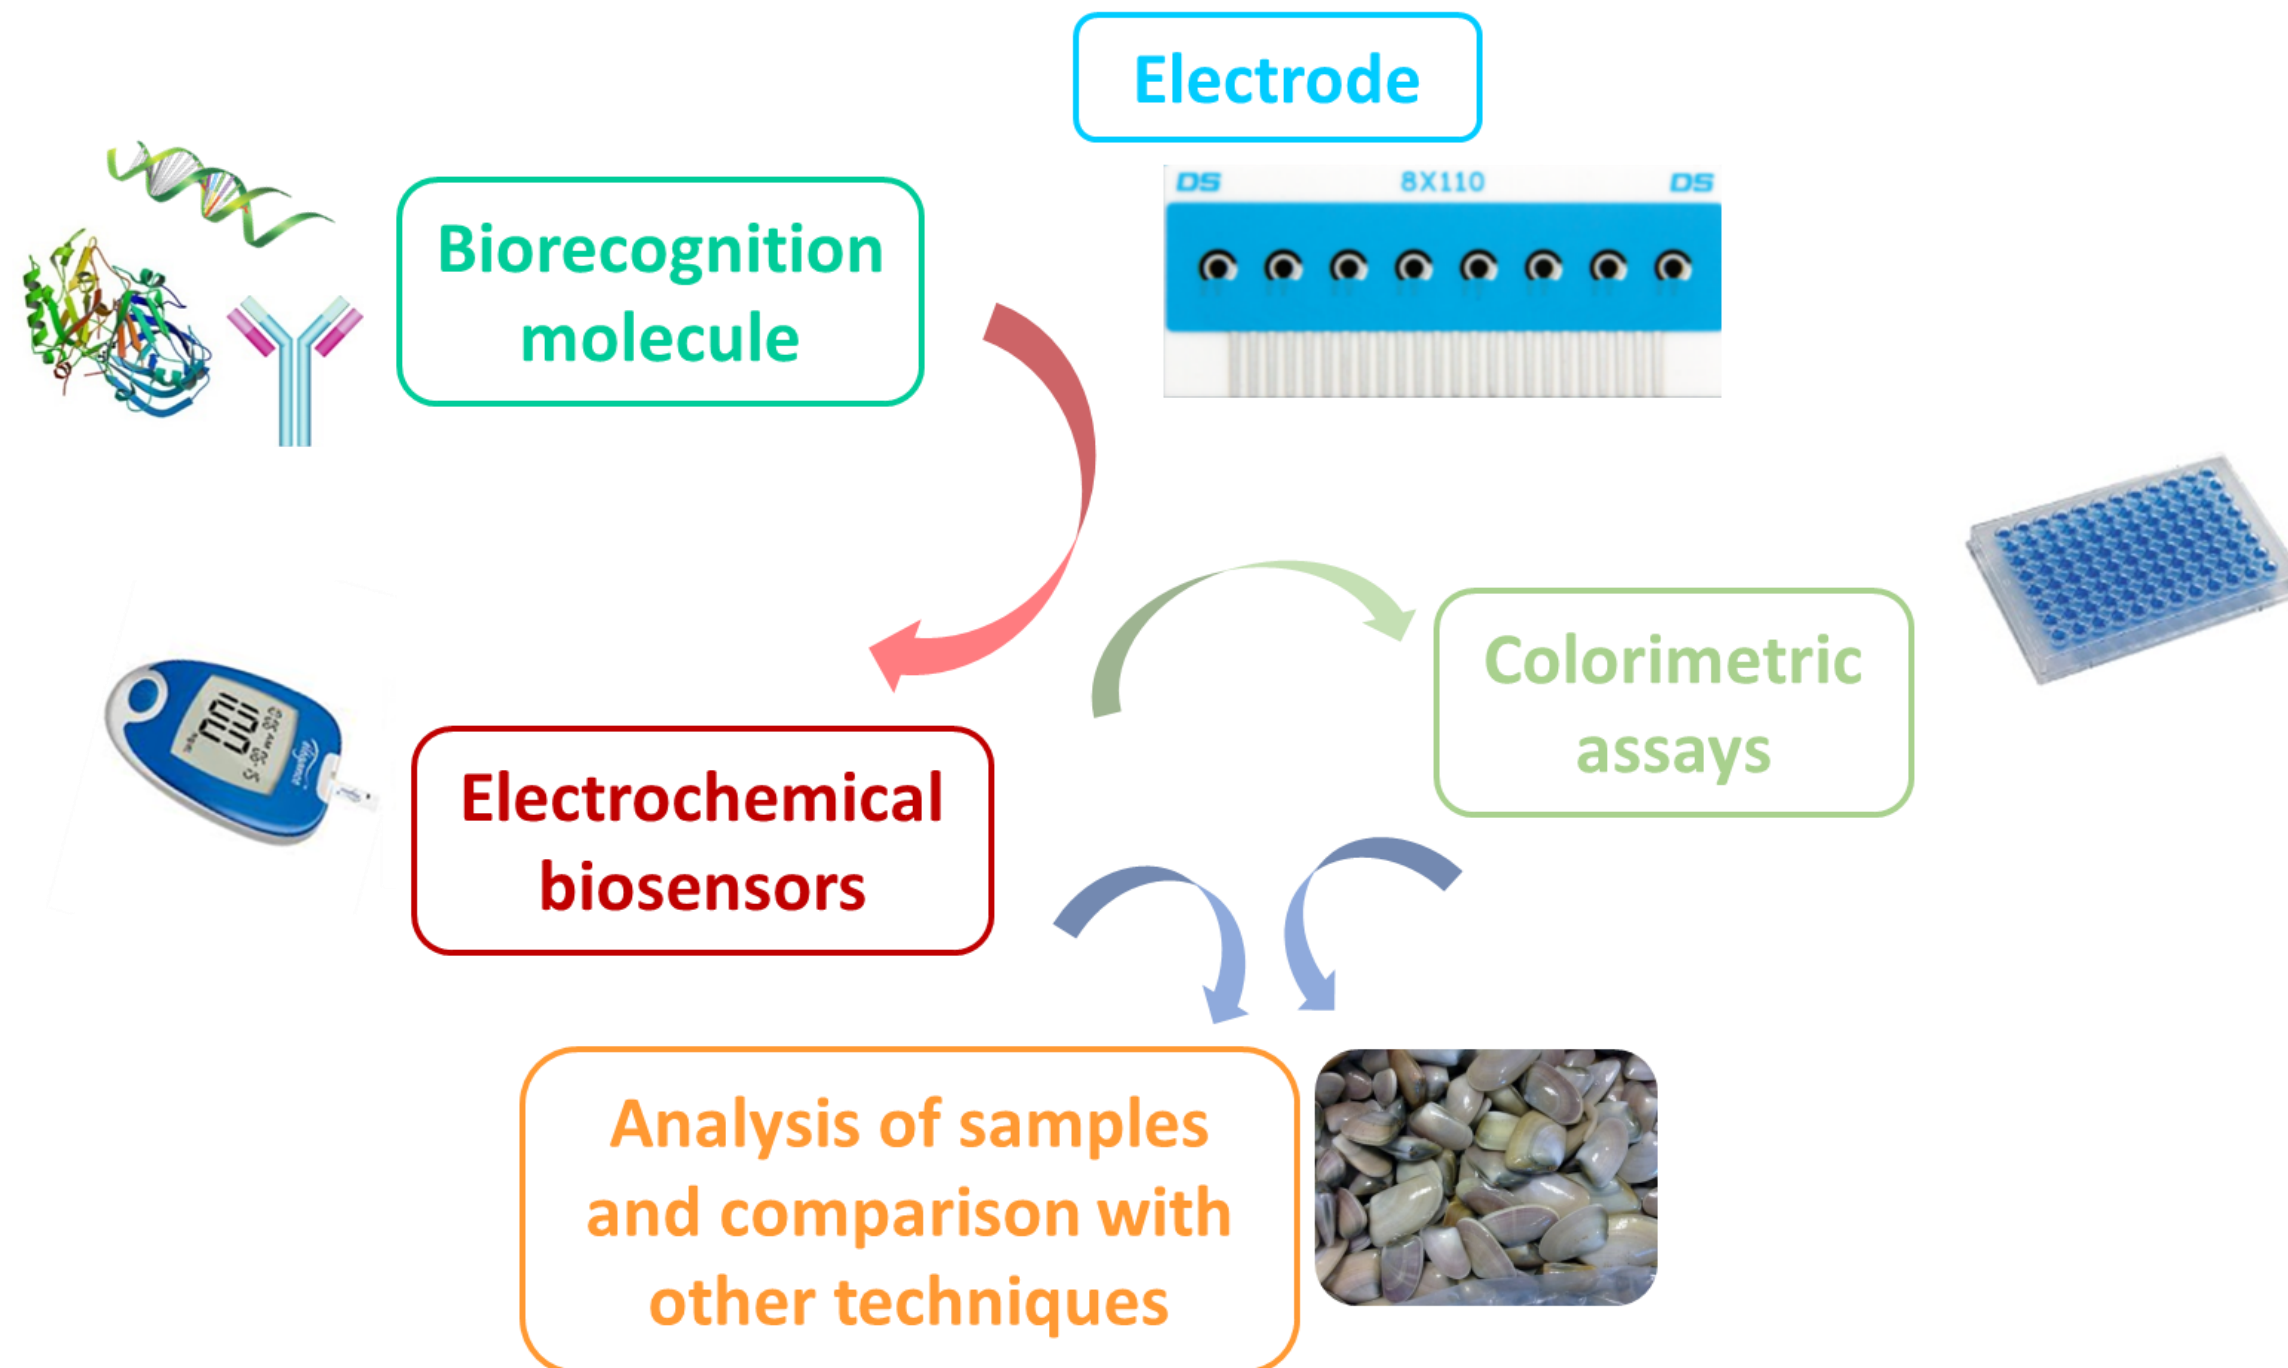 Electrode
DS 8X110 DS
Biorecognition
molecule
Colorimetric
assays
Electrochemical
biosensors
Analysis of samples
and comparison with
other techniques